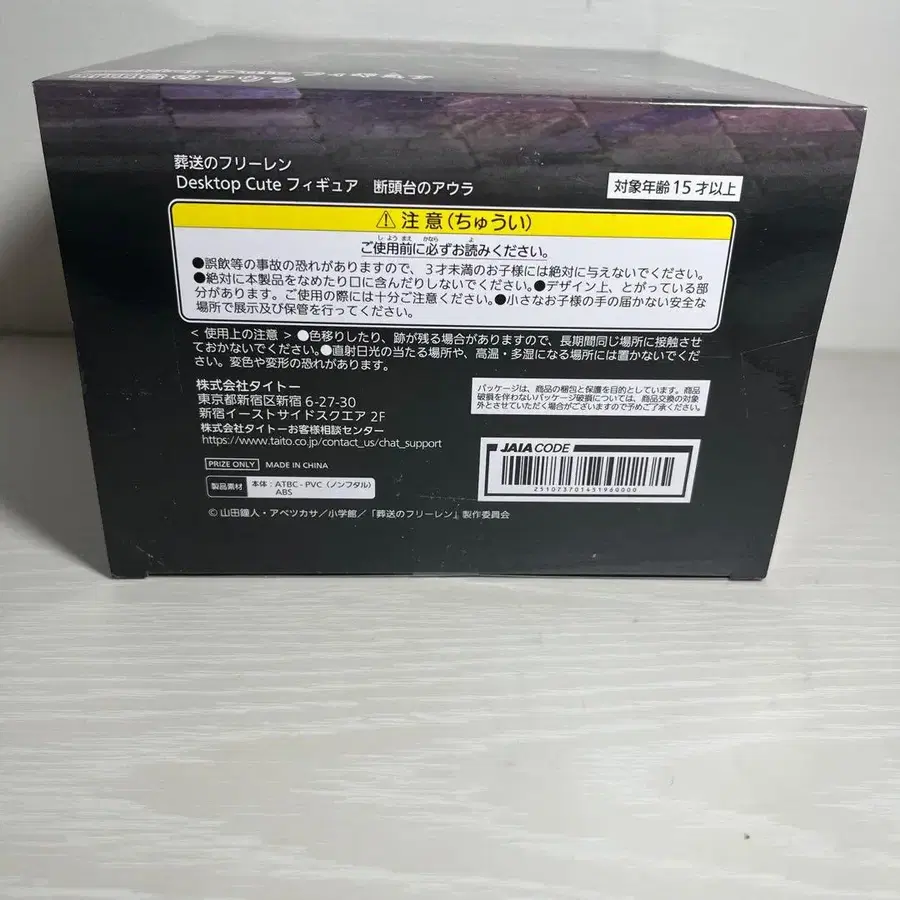 葬送のフリーレン
Desktop Cute フィギュア 断頭台のアウラ
対象年齢15才以上
⚠注意(ちゅうい)
ご使用前に必ずお読みください。
●誤飲等の事故の恐れがありますので、3才未満のお子様には絶対に与えないでください。
●絶対に本製品をなめたり口に含んだりしないでください。●デザイン上、とがっている部
分があります。ご使用の際には十分ご注意ください。●小さなお子様の手の届かない安全な
場所で展示及び保管を行ってください。
< 使用上の注意 > ●色移りしたり、跡が残る場合がありますので、長期間同じ場所に接触させ
ておかないでください。●直射日光の当たる場所や、高温・多湿になる場所には置かないでくだ
さい。変色や変形の恐れがあります。
株式会社タイトー
東京都新宿区新宿 6-27-30
新宿イーストサイドスクエア 2F
株式会社タイトーお客様相談センター
https://www.taito.co.jp/contact_us/chat_support
パッケージは、商品の梱包と保護を目的としています。商品
破損を伴わないパッケージ破損については、商品交換の対象
外とさせていただく場合がございますので予めご了承ください。
PRIZE ONLY MADE IN CHINA
製品素材 本体:ATBC-PVC(ノンフタル)
ABS
JAIA CODE
2510737014519600000
© 山田鐘人・アベツカサ/小学館/「葬送のフリーレン」製作委員会